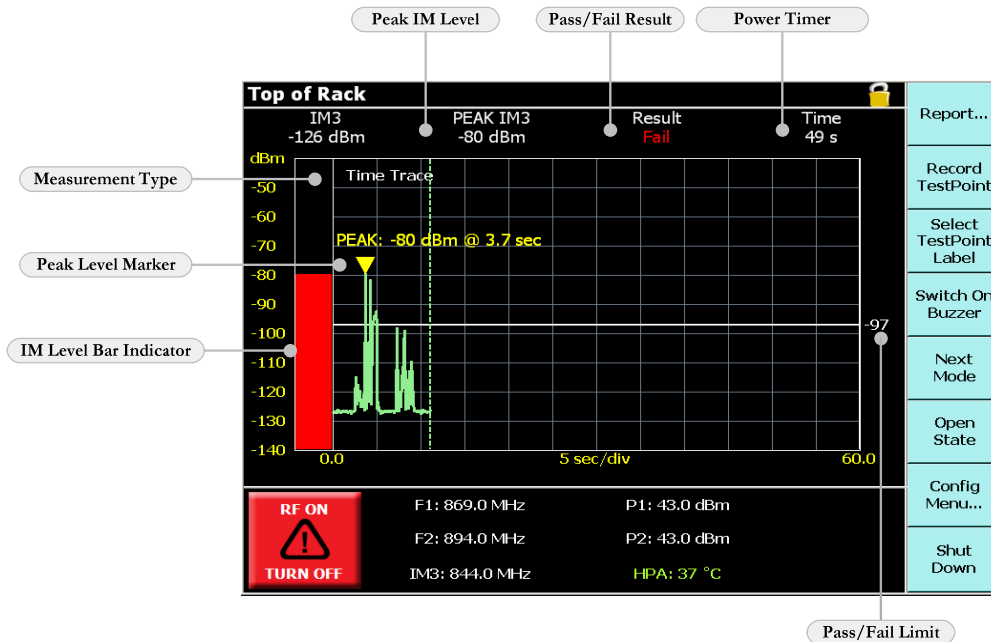 Peak IM Level
Pass/Fail Result
Power Timer
Top of Rack
IM3
-126 dBm
PEAK IM3
-80 dBm
Result
Fail
Time
49 s
Measurement Type
Peak Level Marker
IM Level Bar Indicator
dBm
-50
-60
-70
-80
-90
-100
-110
-120
-130
-140
Time Trace
PEAK: -80 dBm @ 3.7 sec
-97
0.0
5 sec/div
60.0
RF ON
TURN OFF
F1: 869.0 MHz
P1: 43.0 dBm
F2: 894.0 MHz
P2: 43.0 dBm
IM3: 844.0 MHz
HPA: 37 °C
Report...
Record
TestPoint
Select
TestPoint
Label
Switch On
Buzzer
Next
Mode
Open
State
Config
Menu...
Shut
Down
Pass/Fail Limit